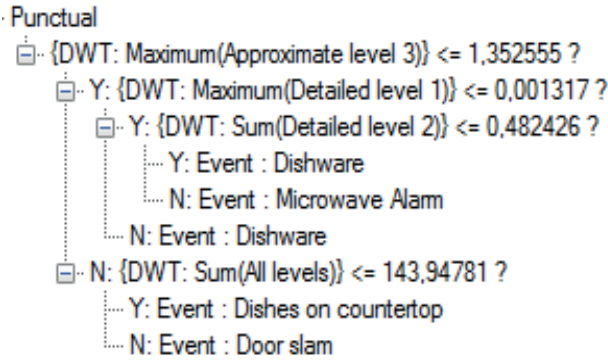 Punctual
{DWT: Maximum(Approximate level 3)} <= 1,352555 ?
Y: {DWT: Maximum(Detailed level 1)} <= 0,001317 ?
Y: {DWT: Sum(Detailed level 2)} <= 0,482426 ?
Y: Event : Dishware
N: Event : Microwave Alarm
N: Event : Dishware
N: {DWT: Sum(All levels)} <= 143,94781 ?
Y: Event : Dishes on countertop
N: Event : Door slam